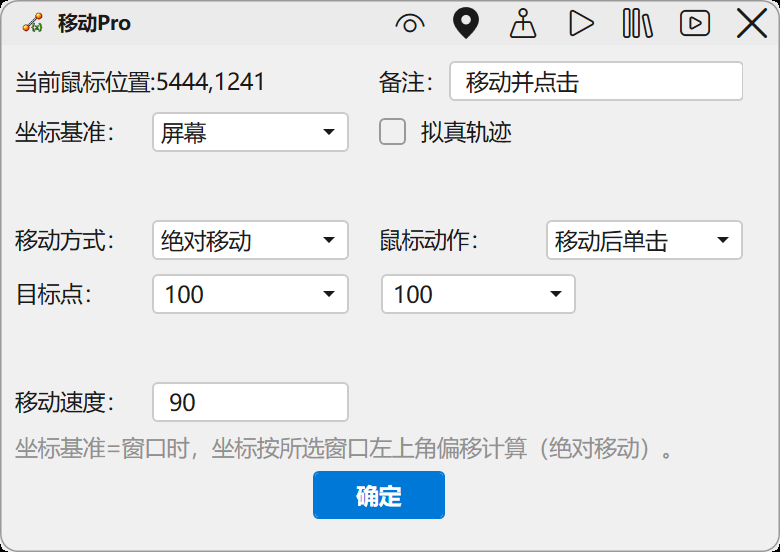 移动Pro
当前鼠标位置:5444,1241 备注： 移动并点击
坐标基准： 屏幕 拟真轨迹
移动方式： 绝对移动 鼠标动作： 移动后单击
目标点： 100 100
移动速度： 90
坐标基准=窗口时，坐标按所选窗口左上角偏移计算（绝对移动）。
确定